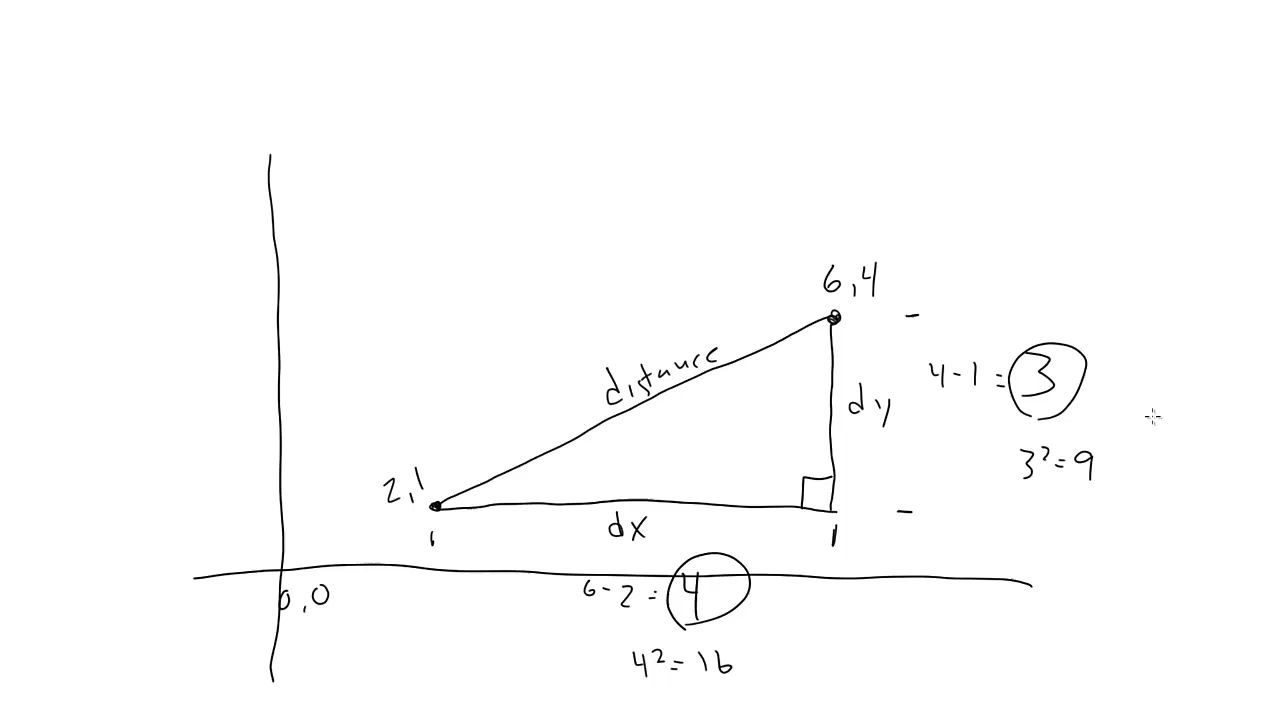 6,4
distance
4-1=3
dy
3²=9
2,1
dx
0,0
6-2=4
4²=16